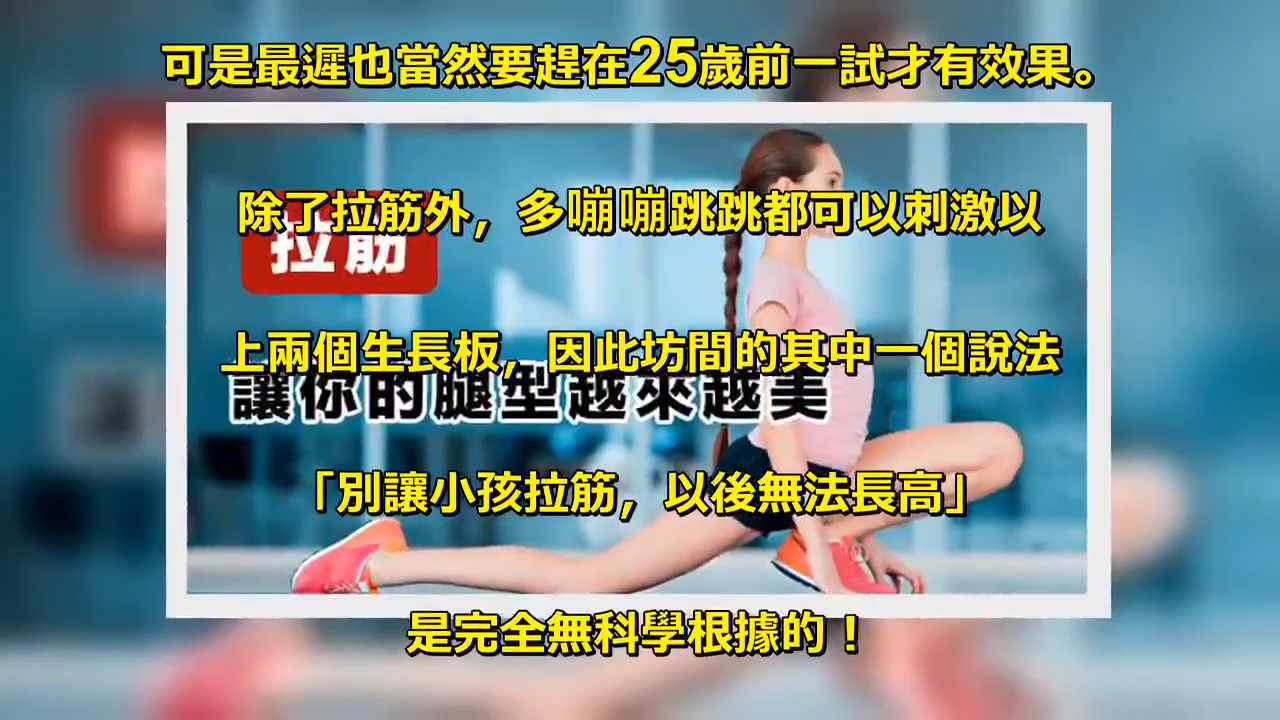 可是最遲也當然要趕在25歲前一試才有效果。
除了拉筋外，多嘣嘣跳跳都可以刺激以
拉筋
上兩個生長板，因此坊間的其中一個說法
讓你的腿型越來越美
「別讓小孩拉筋，以後無法長高」
是完全無科學根據的！